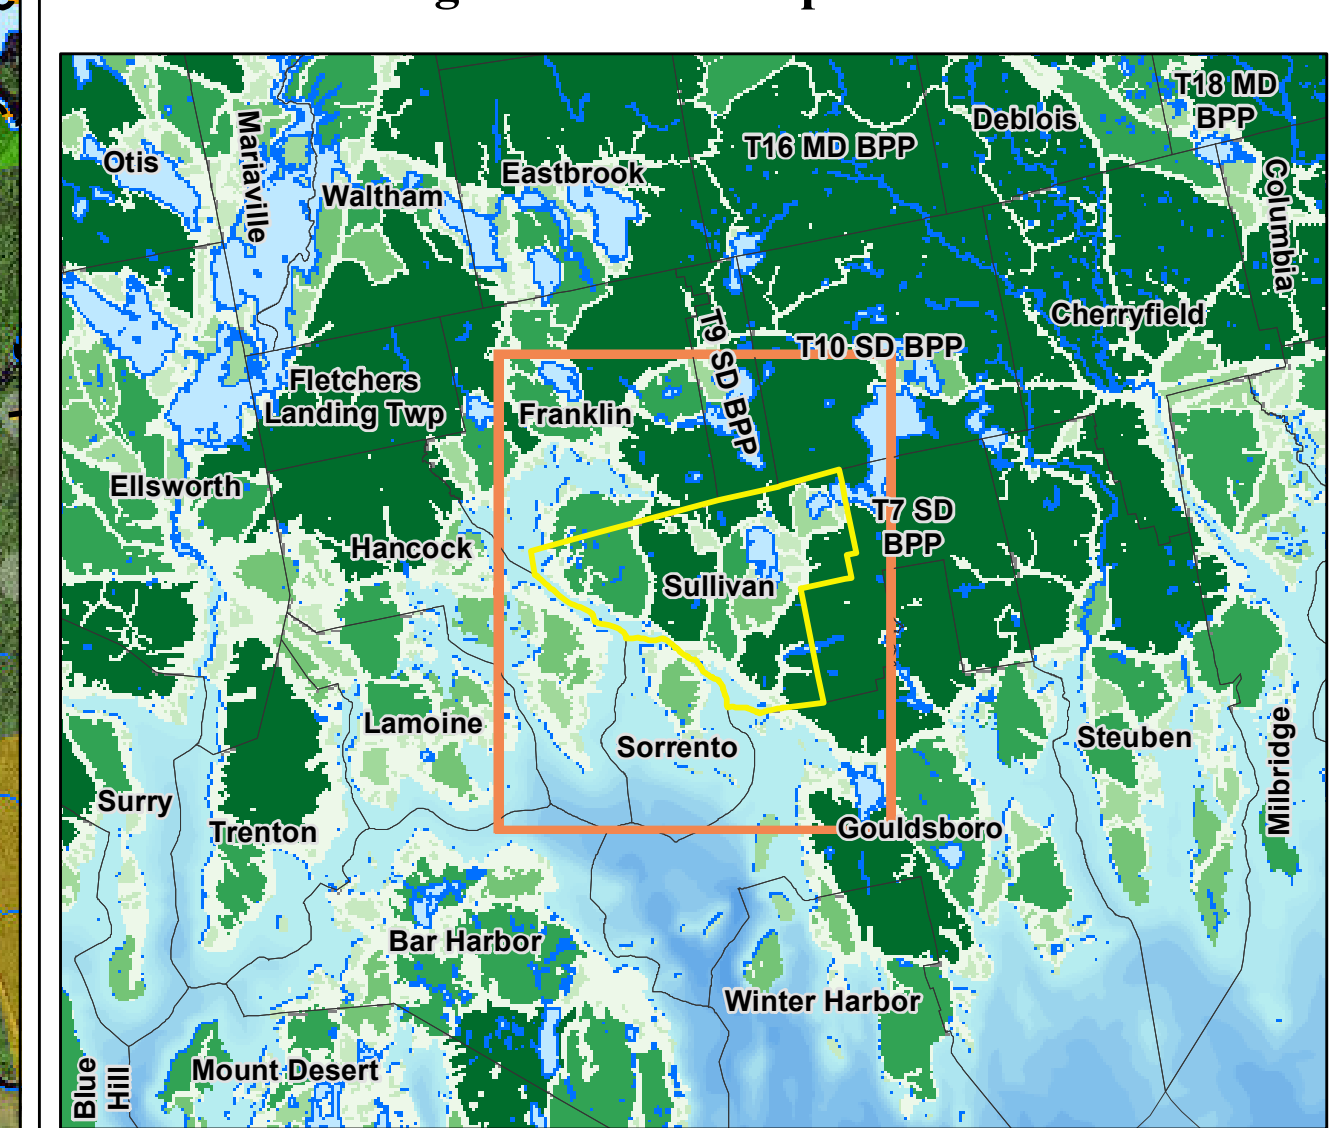 T18 MD
BPP
Deblois
T16 MD BPP
Mariaville
Otis
Eastbrook
Waltham
Columbia
Cherryfield
T9 SD BPP
T10 SD BPP
Fletchers
Landing Twp
Franklin
Ellsworth
T7 SD
BPP
Hancock
Sullivan
Lamoine
Sorrento
Steuben
Milbridge
Surry
Trenton
Gouldsboro
Bar Harbor
Winter Harbor
Mount Desert
Blue
Hill